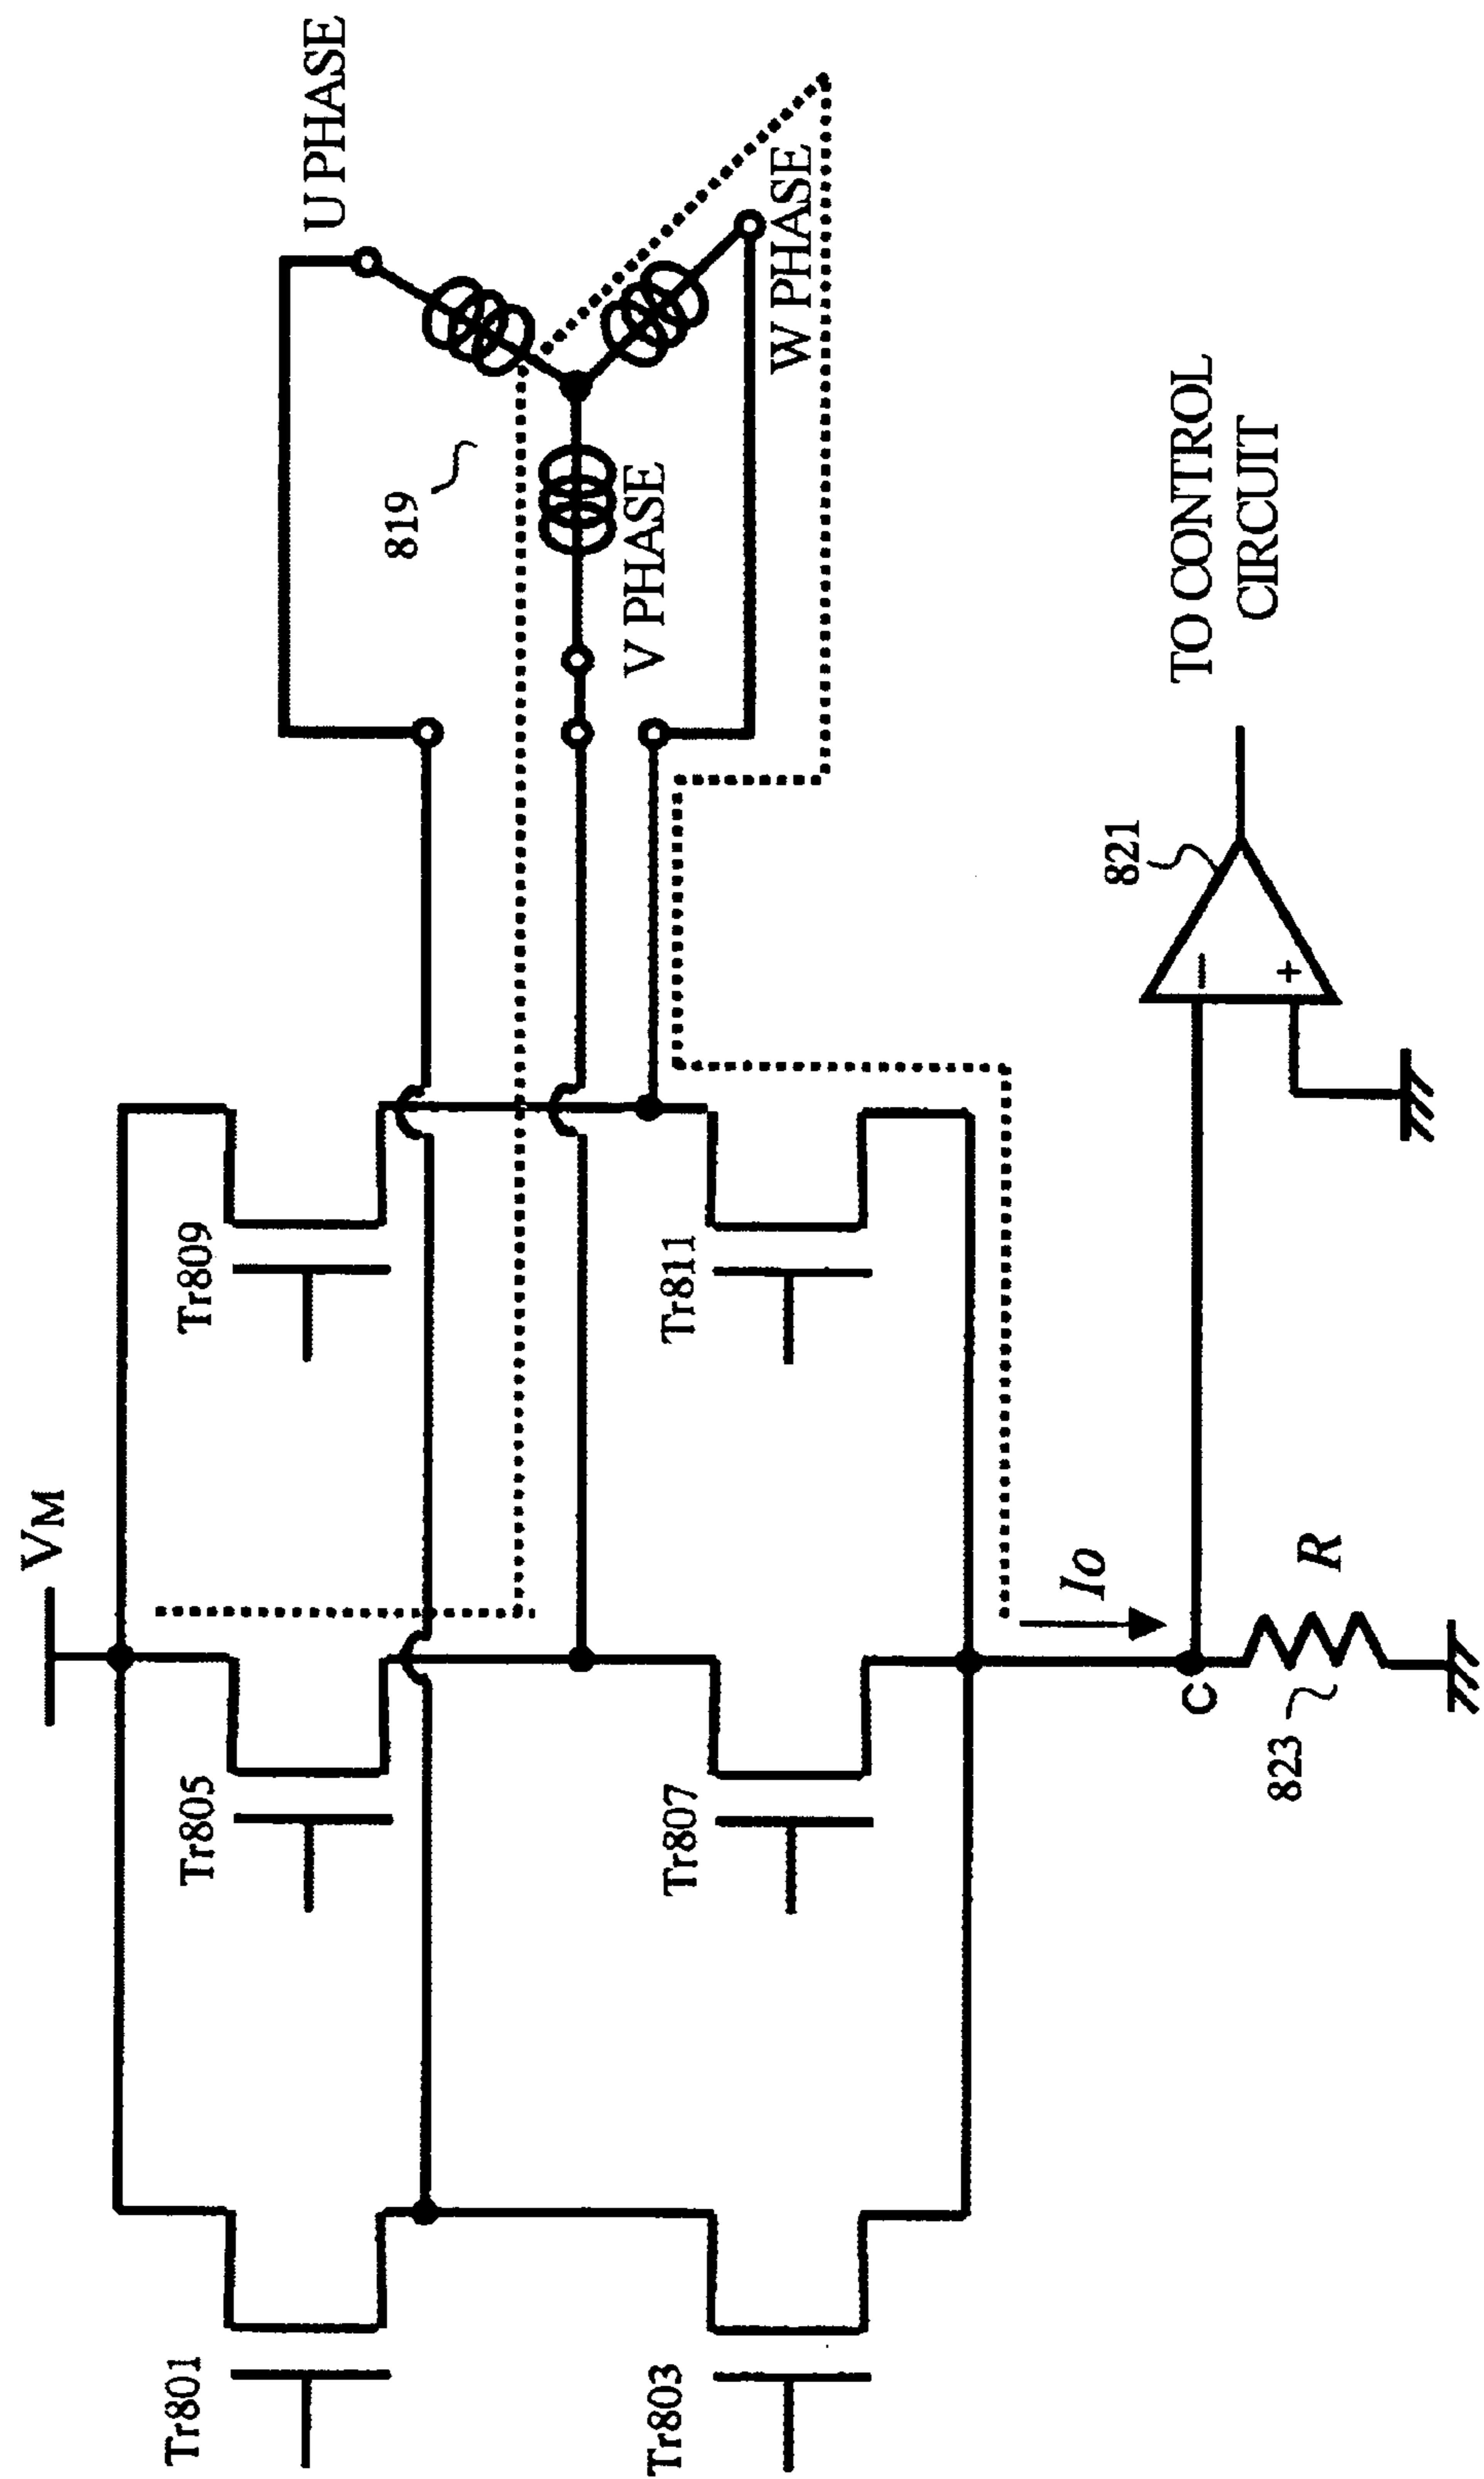 VM
Tr801
Tr805
Tr809
U PHASE
819
V PHASE
W PHASE
Tr803
Tr807
Tr811
Io
C
823
R
821
−
+
TO CONTROL
CIRCUIT